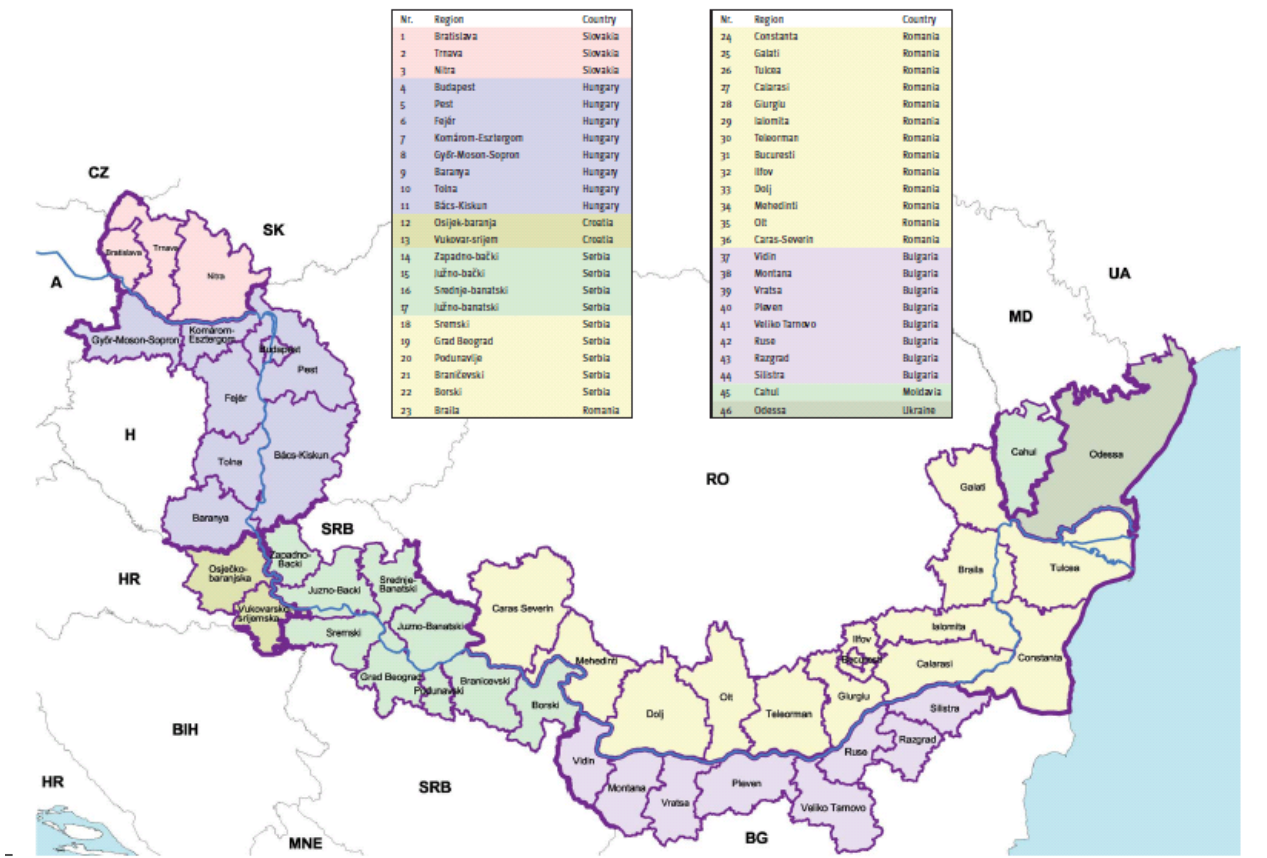 Nr. Region Country
1 Bratislava Slovakia
2 Trnava Slovakia
3 Nitra Slovakia
4 Budapest Hungary
5 Pest Hungary
6 Fejér Hungary
7 Komárom-Esztergom Hungary
8 Győr-Moson-Sopron Hungary
9 Baranya Hungary
10 Tolna Hungary
11 Bács-Kiskun Hungary
12 Osijek-baranja Croetia
13 Vukovar-srijem Croetia
14 Zapadno-bački Serbia
15 Južno-bački Serbia
16 Srednje-banatski Serbia
17 Južno-banatski Serbia
18 Sremski Serbia
19 Grad Beograd Serbia
20 Podunavlje Serbia
21 Braničevski Serbia
22 Borski Serbia
23 Braila Romania
Nr. Region Country
24 Constanta Romania
25 Galati Romania
26 Tulcea Romania
27 Calarasi Romania
28 Giurgiu Romania
29 Ialomita Romania
30 Teleorman Romania
31 Bucuresti Romania
32 Ilfov Romania
33 Dolj Romania
34 Mehedinti Romania
35 Olt Romania
36 Caras-Severin Romania
37 Vidin Bulgaria
38 Montana Bulgaria
39 Vratsa Bulgaria
40 Pleven Bulgaria
41 Veliko Tarnovo Bulgaria
42 Ruse Bulgaria
43 Razgrad Bulgaria
44 Silistra Bulgaria
45 Cahul Moldavia
46 Odessa Ukraine
CZ
SK
A
UA
MD
H
RO
SRB
HR
BIH
HR
SRB
MNE
BG
Bratislava
Trnava
Nitra
Győr-Moson-Sopron
Komárom-
Esztergom
Budapest
Pest
Fejér
Tolna
Bács-Kiskun
Baranya
Osječko-
baranjska
Vukovarsko
srijemska
Zapadno-
Backi
Juzno-Backi
Srednje-
Banatski
Juzno-Banatski
Sremski
Grad Beograd
Podunavski
Branicevski
Borski
Caras Severin
Mehedinti
Dolj
Olt
Teleorman
Giurgiu
Ilfov
Bucuresti
Ialomita
Calarasi
Constanta
Braila
Galati
Tulcea
Cahul
Odessa
Vidin
Montana
Vratsa
Pleven
Veliko Tarnovo
Ruse
Razgrad
Silistra